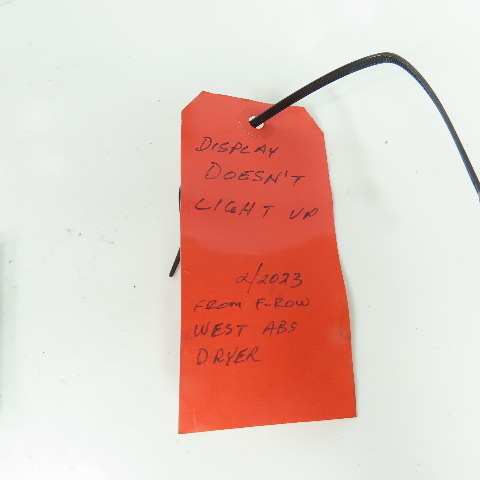 DISPLAY
DOESN'T
LIGHT UP
2/2023
FROM F-ROW
WEST ABS
DRYER